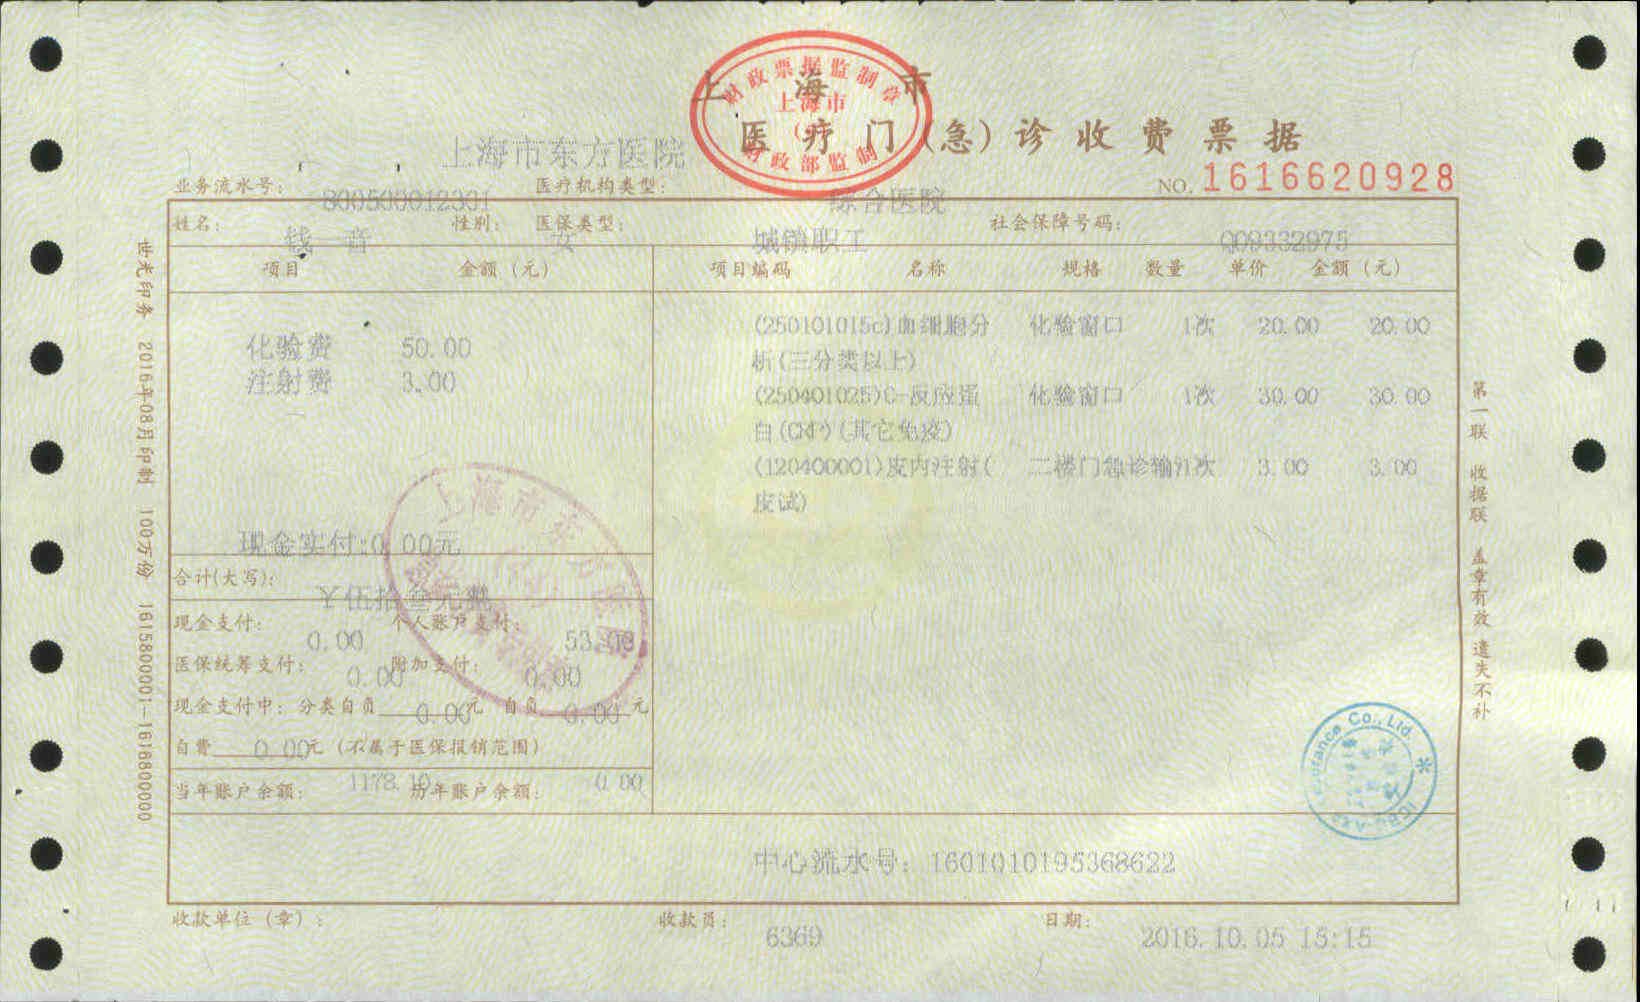 上海市
医疗门(急)诊收费票据
财政票据监制章
上海市
财政部监制
上海市东方医院
NO. 1616620928
业务流水号: 800500012301 医疗机构类型: 综合医院
姓名: 钱一音 性别: 女 医保类型: 城镇职工 社会保障号码: Q09332975
项目 金额（元） 项目编码 名称 规格 数量 单价 金额（元）
化验费 50.00
注射费 3.00
(250101015c)血细胞分 化验窗口 1次 20.00 20.00
析(三分类以上)
(250401025)C-反应蛋 化验窗口 1次 30.00 30.00
白(CRP)(其它免疫)
(120400001)皮内注射( 二楼门急诊输 1次 3.00 3.00
皮试)
现金实付:0.00元
合计(大写): ￥伍拾叁元整
现金支付: 0.00 个人账户支付: 53.00
医保统筹支付: 0.00 附加支付: 0.00
现金支付中: 分类自负 0.00元 自负 0.00元
自费 0.00元 (不属于医保报销范围)
当年账户余额: 1178.10 历年账户余额: 0.00
中心流水号: 1601010195368622
收款单位（章）: 收款员: 6369 日期: 2016.10.05 15:15
世光印务 2016年08月印制 100万份 1615800001-1616800000
第一联 收据联 盖章有效 遗失不补
上海市东方医院
Co., Ltd.